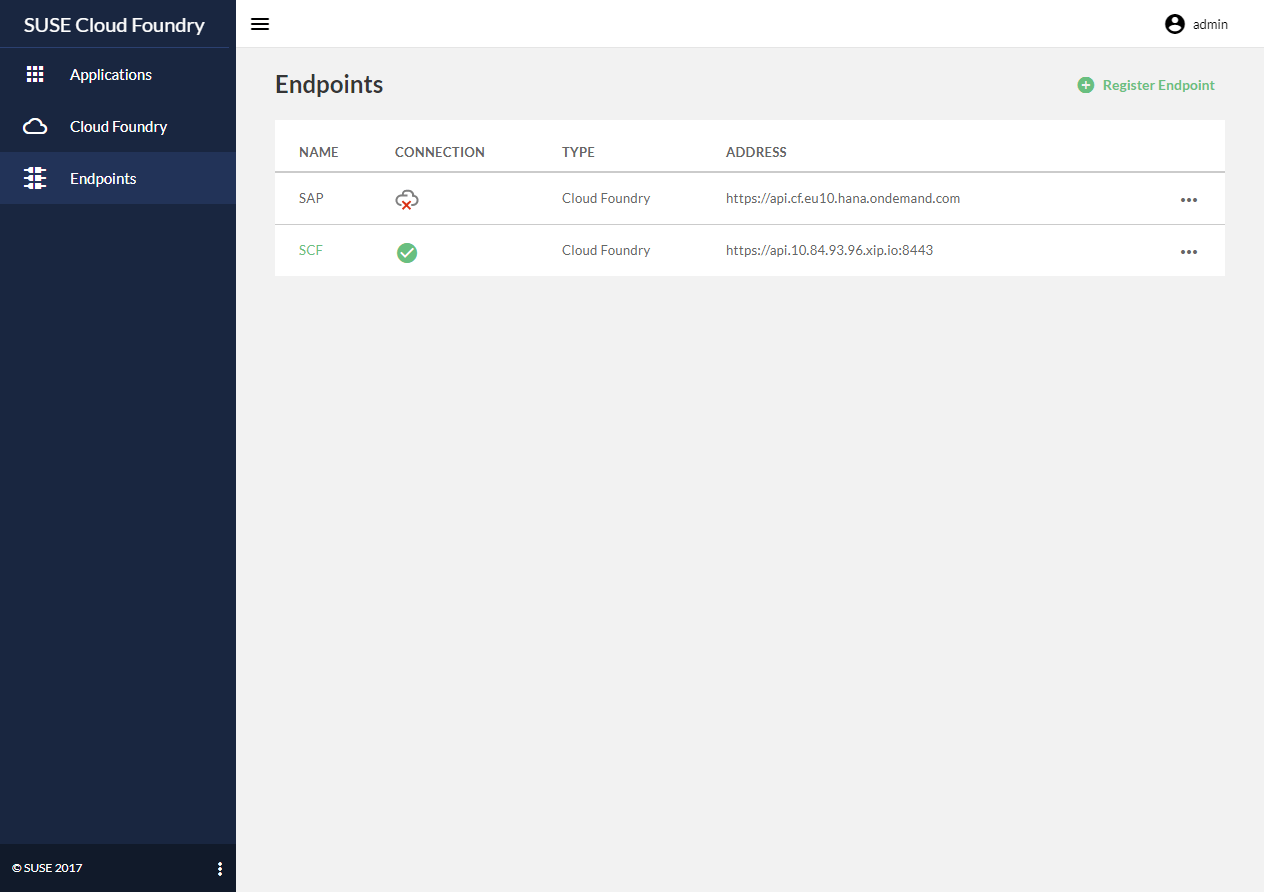 SUSE Cloud Foundry
admin
Applications
Cloud Foundry
Endpoints
Endpoints
Register Endpoint
NAME CONNECTION TYPE ADDRESS
SAP Cloud Foundry https://api.cf.eu10.hana.ondemand.com
SCF Cloud Foundry https://api.10.84.93.96.xip.io:8443
© SUSE 2017